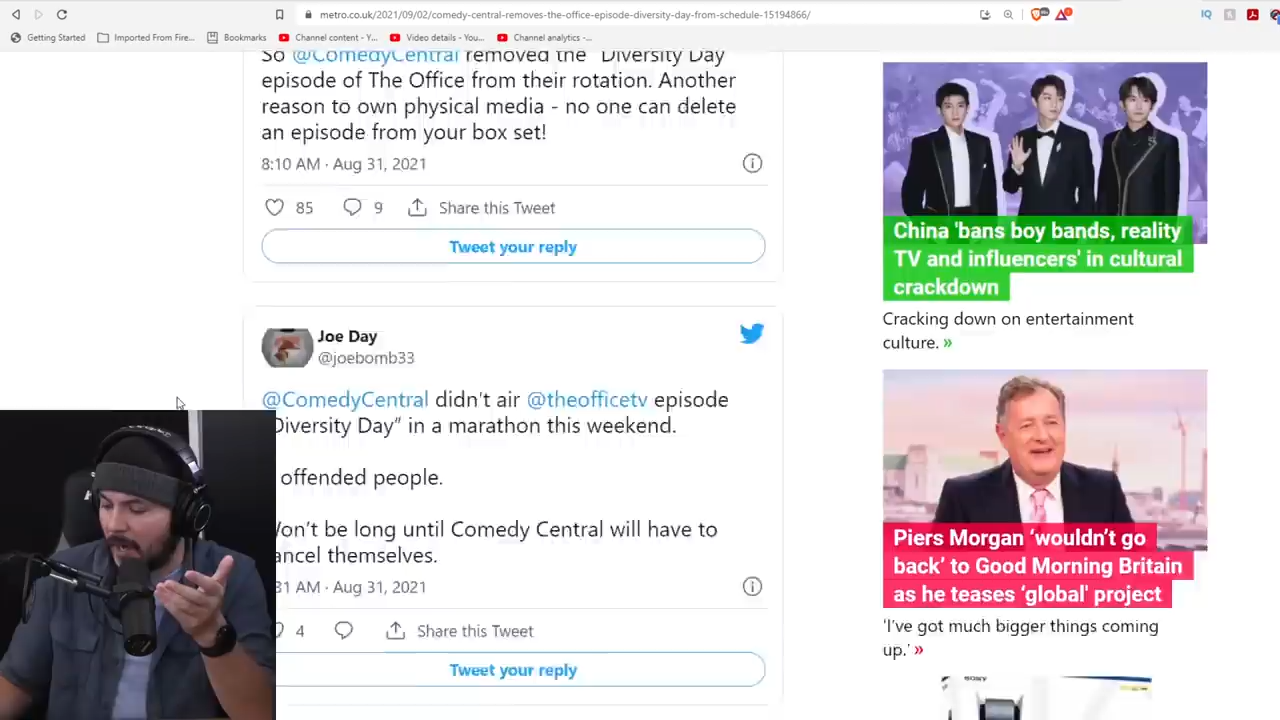 metro.co.uk/2021/09/02/comedy-central-removes-the-office-episode-diversity-day-from-schedule-15194866/
Getting Started
Imported From Fire...
Bookmarks
Channel content - Y...
Video details - You...
Channel analytics -...
IQ
So @ComedyCentral removed the "Diversity Day"
episode of The Office from their rotation. Another
reason to own physical media - no one can delete
an episode from your box set!
8:10 AM · Aug 31, 2021
85
9
Share this Tweet
Tweet your reply
Joe Day
@joebomb33
@ComedyCentral didn't air @theofficetv episode
Diversity Day” in a marathon this weekend.
offended people.
on't be long until Comedy Central will have to
ancel themselves.
31 AM · Aug 31, 2021
4
Share this Tweet
Tweet your reply
China 'bans boy bands, reality
TV and influencers' in cultural
crackdown
Cracking down on entertainment
culture. »
Piers Morgan ‘wouldn’t go
back’ to Good Morning Britain
as he teases ‘global’ project
'I've got much bigger things coming
up.' »
SONY